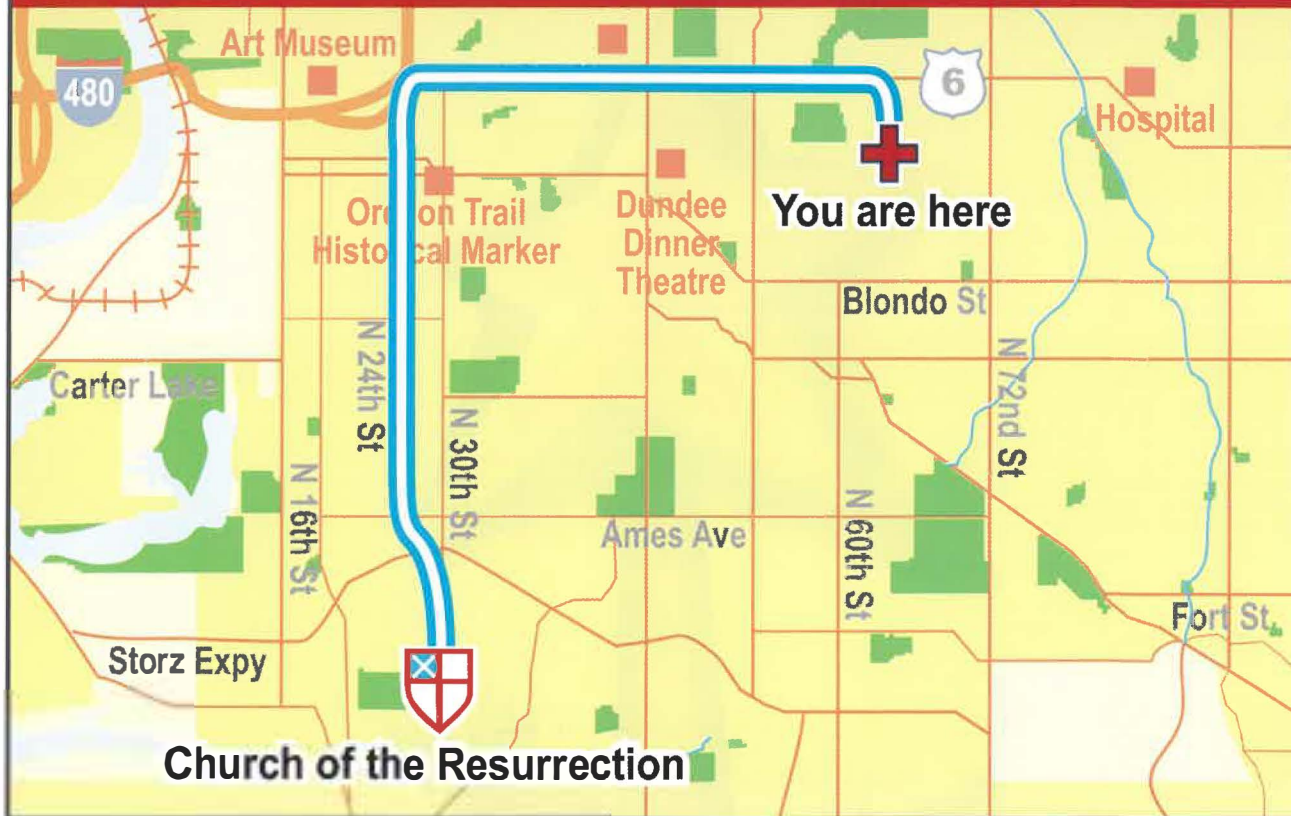 Art Museum
480
6
Hospital
You are here
Oregon Trail
Historical Marker
Dundee
Dinner
Theatre
Blondo St
N 24th St
N 72nd St
Carter Lake
N 30th St
N 16th St
Ames Ave
N 60th St
Fort St
Storz Expy
Church of the Resurrection